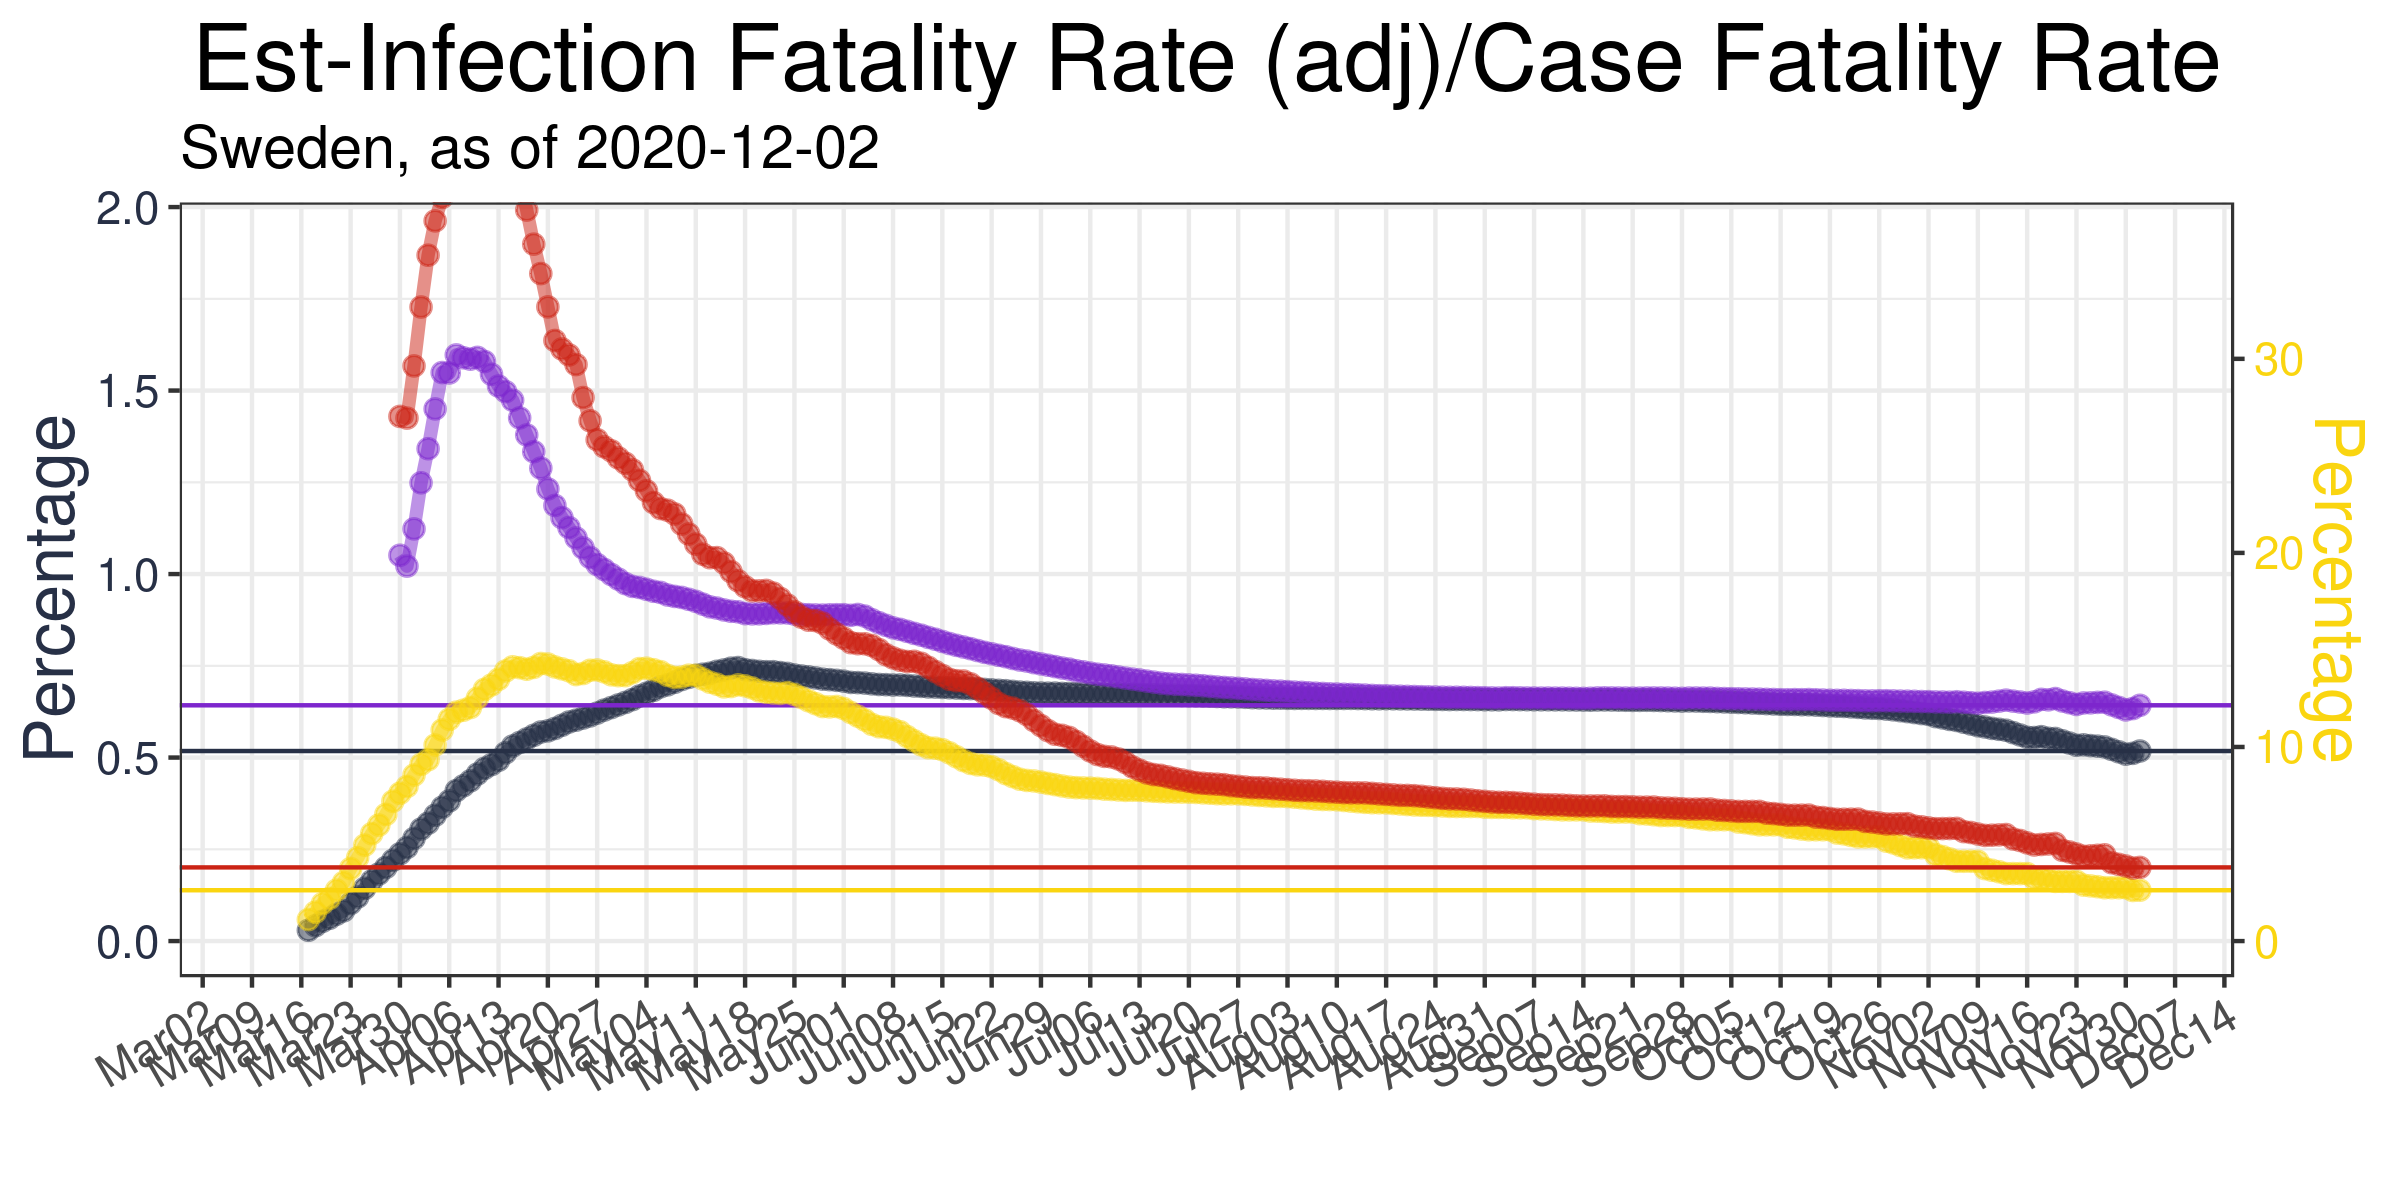 Est-Infection Fatality Rate (adj)/Case Fatality Rate
Sweden, as of 2020-12-02
Percentage
2.0
1.5
1.0
0.5
0.0
30
20
10
0
Percentage
Mar02
Mar09
Mar16
Mar23
Mar30
Apr06
Apr13
Apr20
Apr27
May04
May11
May18
May25
Jun01
Jun08
Jun15
Jun22
Jun29
Jul06
Jul13
Jul20
Jul27
Aug03
Aug10
Aug17
Aug24
Aug31
Sep07
Sep14
Sep21
Sep28
Oct05
Oct12
Oct19
Oct26
Nov02
Nov09
Nov16
Nov23
Nov30
Dec07
Dec14